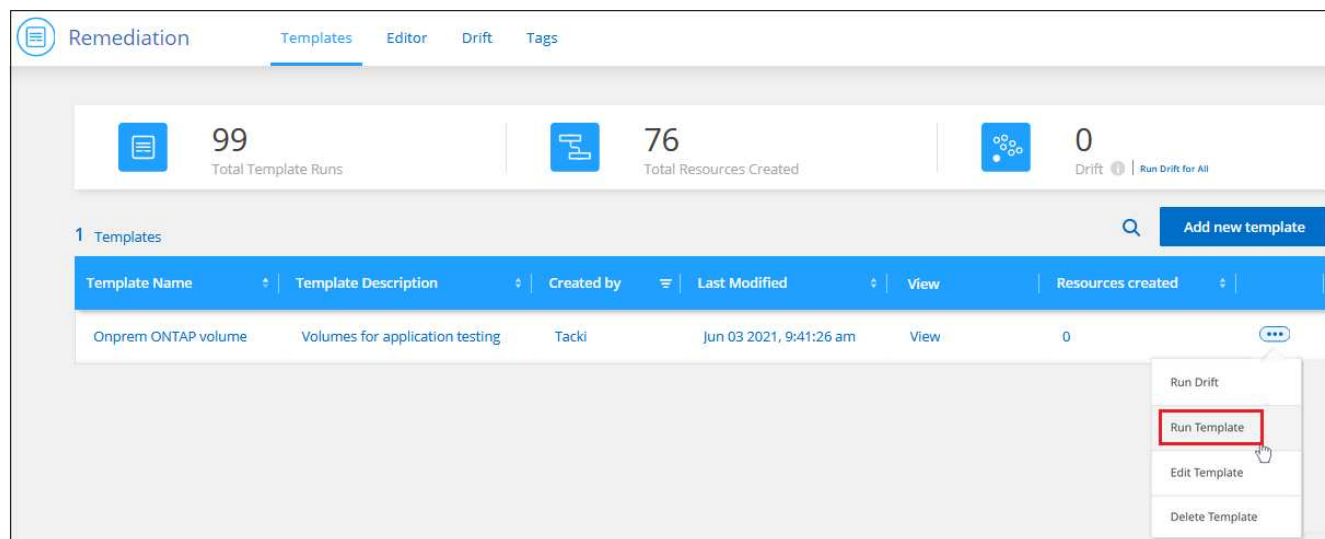 Remediation Templates Editor Drift Tags
99 76 0
Total Template Runs Total Resources Created Drift Run Drift for All
1 Templates Add new template
Template Name Template Description Created by Last Modified View Resources created
Onprem ONTAP volume Volumes for application testing Tacki Jun 03 2021, 9:41:26 am View 0
Run Drift
Run Template
Edit Template
Delete Template